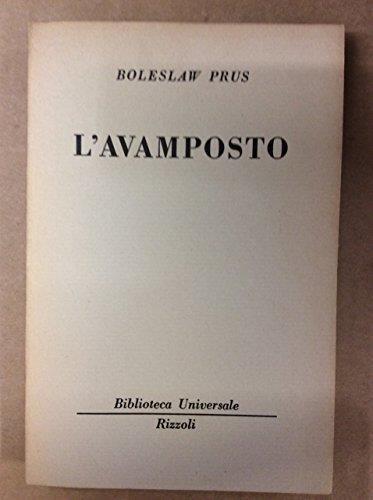 BOLESLAW PRUS
L'AVAMPOSTO
Biblioteca Universale
Rizzoli